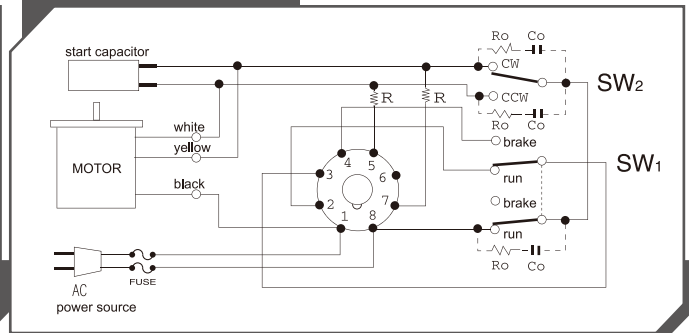 start capacitor
Ro Co
CW
SW2
CCW
R R
Ro Co
white
yellow
brake
MOTOR
4 5
3 6
SW1
run
black
2 7
brake
1 8
run
Ro Co
FUSE
AC
power source